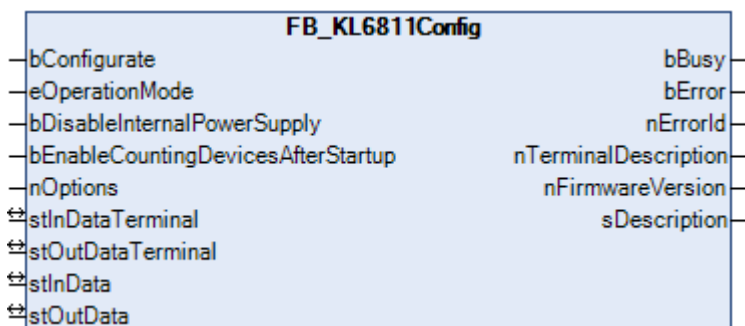 FB_KL6811Config
bConfigurate bBusy
eOperationMode bError
bDisableInternalPowerSupply nErrorId
bEnableCountingDevicesAfterStartup nTerminalDescription
nOptions nFirmwareVersion
stInDataTerminal sDescription
stOutDataTerminal
stInData
stOutData